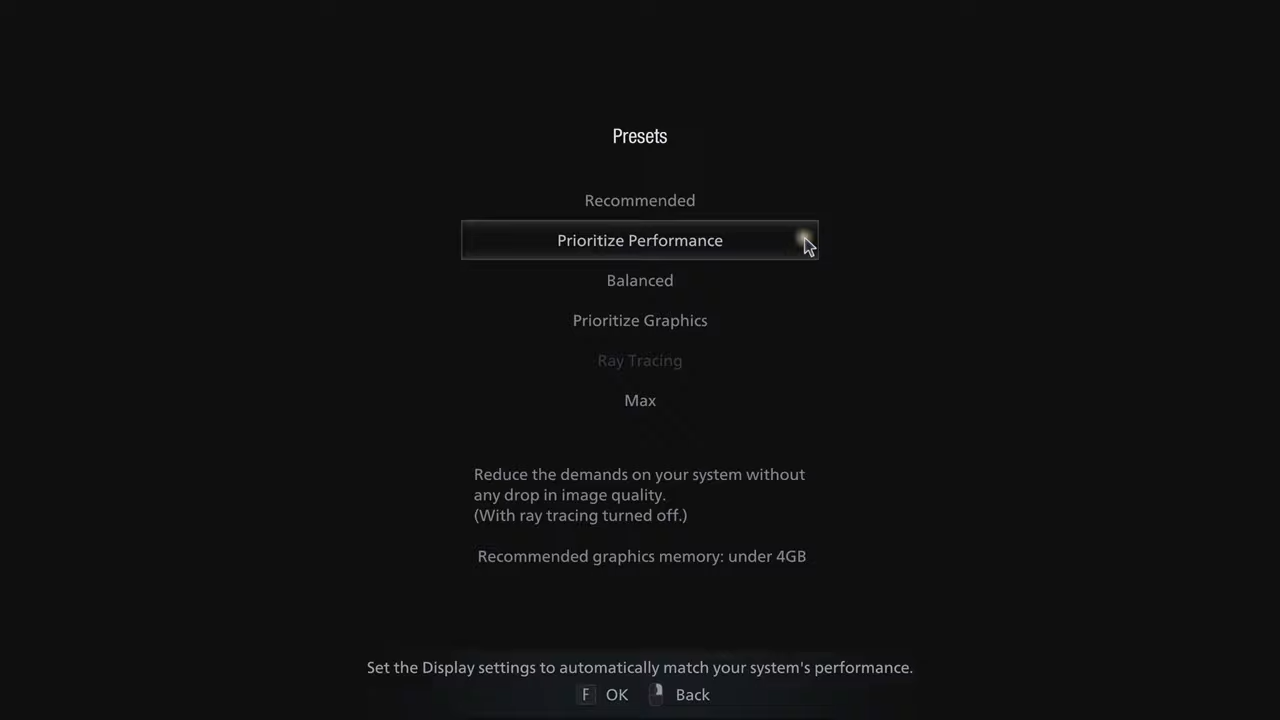 Presets
Recommended
Prioritize Performance
Balanced
Prioritize Graphics
Ray Tracing
Max
Reduce the demands on your system without
any drop in image quality.
(With ray tracing turned off.)
Recommended graphics memory: under 4GB
Set the Display settings to automatically match your system's performance.
F OK Back